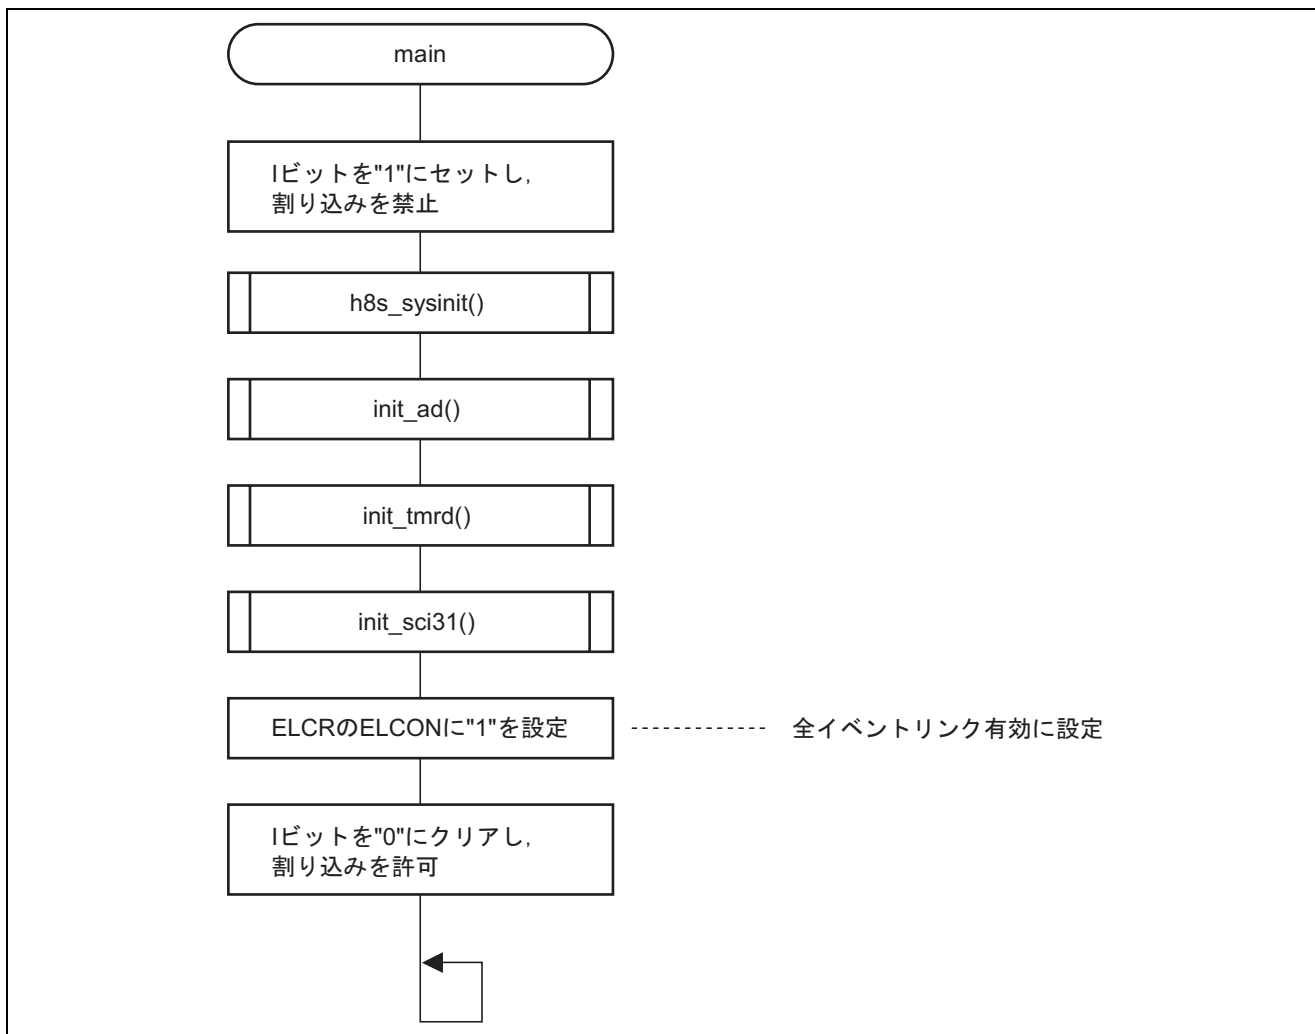 main
Iビットを"1"にセットし,
割り込みを禁止
h8s_sysinit()
init_ad()
init_tmrd()
init_sci31()
ELCRのELCONに"1"を設定
全イベントリンク有効に設定
Iビットを"0"にクリアし,
割り込みを許可